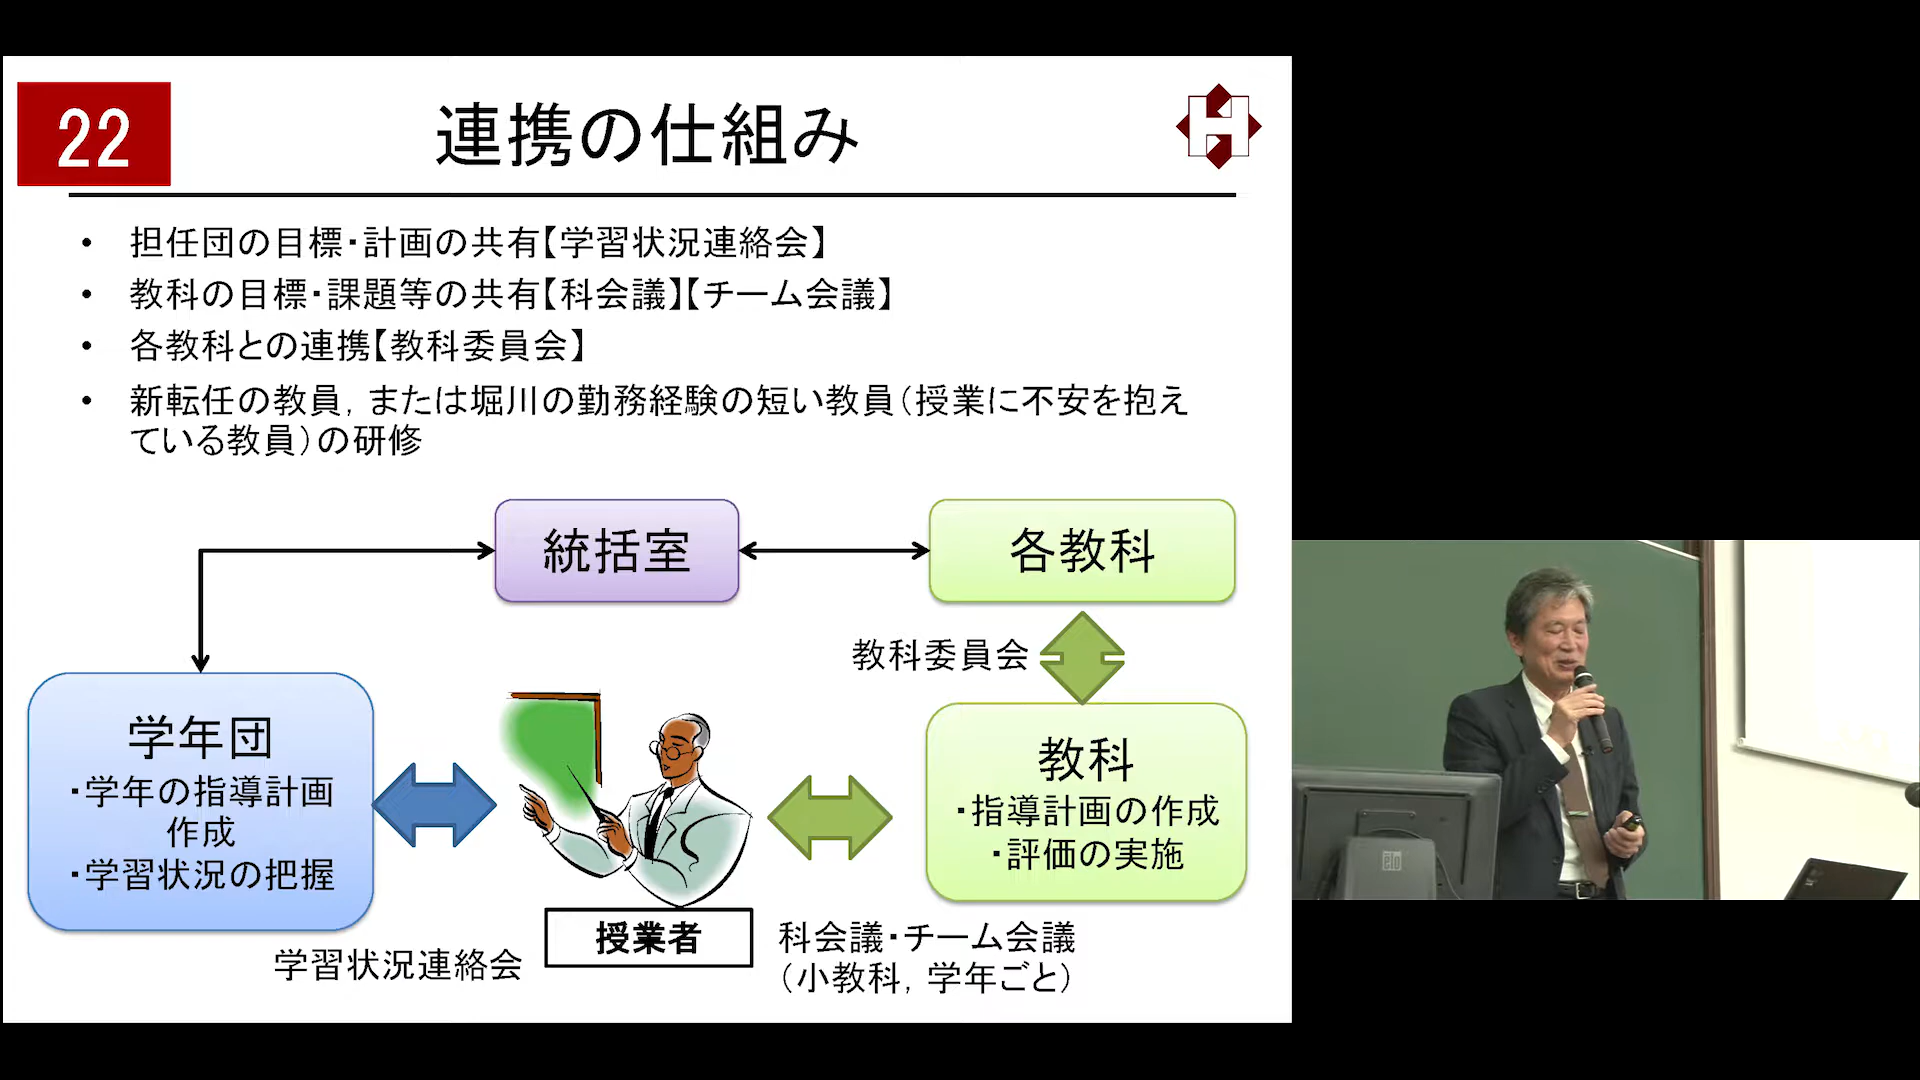 22
連携の仕組み
• 担任団の目標・計画の共有【学習状況連絡会】
• 教科の目標・課題等の共有【科会議】【チーム会議】
• 各教科との連携【教科委員会】
• 新転任の教員，または堀川の勤務経験の短い教員（授業に不安を抱え
ている教員）の研修
統括室
各教科
教科委員会
学年団
・学年の指導計画
作成
・学習状況の把握
教科
・指導計画の作成
・評価の実施
授業者
学習状況連絡会
科会議・チーム会議
（小教科，学年ごと）